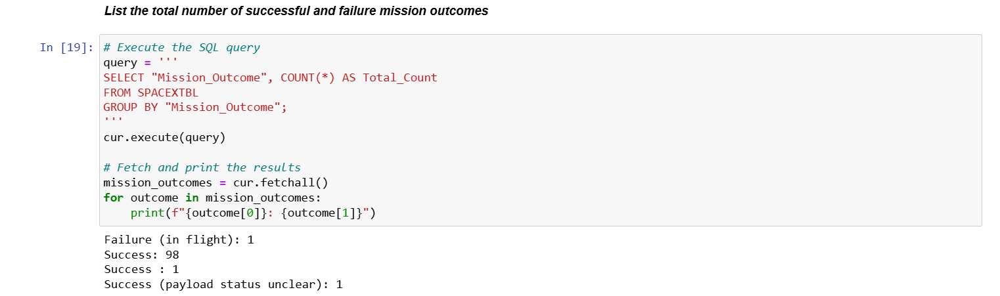 List the total number of successful and failure mission outcomes
In [19]: # Execute the SQL query
query = '''
SELECT "Mission_Outcome", COUNT(*) AS Total_Count
FROM SPACEXTBL
GROUP BY "Mission_Outcome";
'''
cur.execute(query)
# Fetch and print the results
mission_outcomes = cur.fetchall()
for outcome in mission_outcomes:
    print(f"{outcome[0]}: {outcome[1]}")
Failure (in flight): 1
Success: 98
Success : 1
Success (payload status unclear): 1